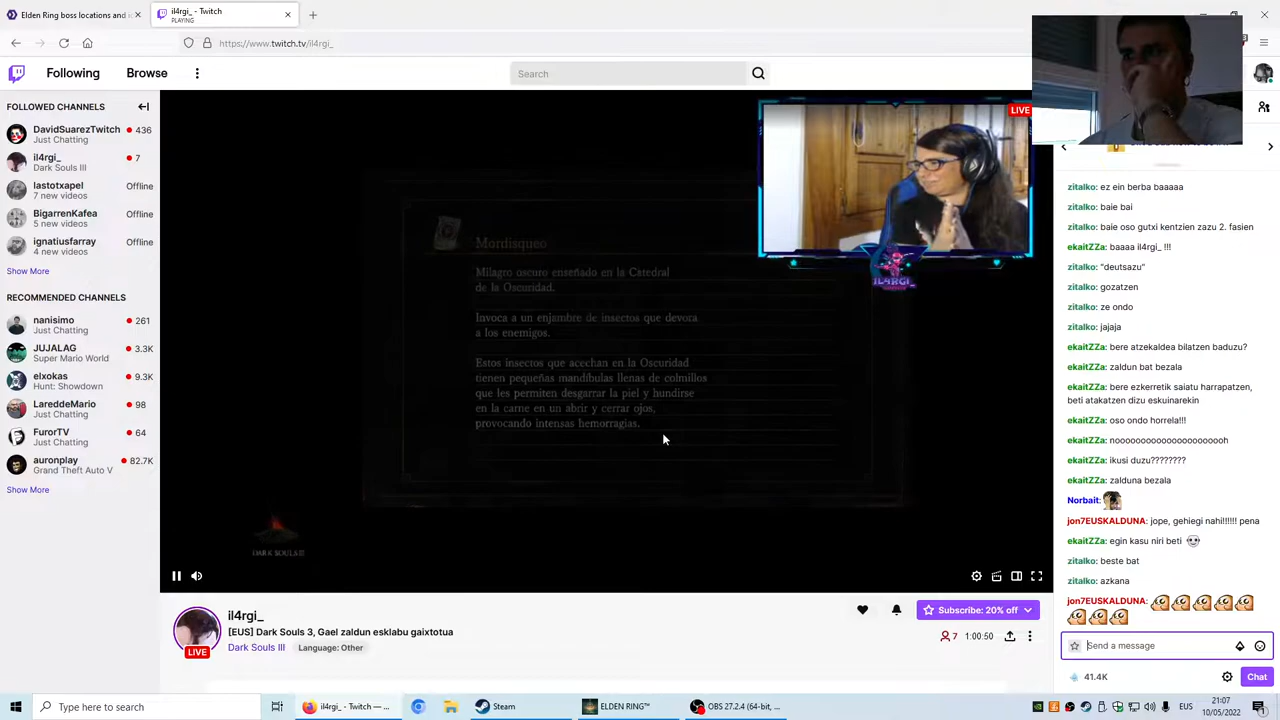 Elden Ring boss locations in c
il4rgi_ - Twitch
PLAYING
https://www.twitch.tv/il4rgi_
Following
Browse
Search
FOLLOWED CHANNELS
DavidSuarezTwitch
436
Just Chatting
il4rgi_
7
Dark Souls III
lastotxapel
Offline
7 new videos
BigarrenKafea
Offline
5 new videos
ignatiusfarray
Offline
42 new videos
Show More
RECOMMENDED CHANNELS
nanisimo
261
Just Chatting
JUJALAG
3.3K
Super Mario World
elxokas
9.3K
Hunt: Showdown
LareddeMario
98
Just Chatting
FurorTV
64
Just Chatting
auronplay
82.7K
Grand Theft Auto V
Show More
LIVE
IL4RGI_
Mordisqueo
Milagro oscuro enseñado en la Catedral
de la Oscuridad.
Invoca a un enjambre de insectos que devora
a los enemigos.
Estos insectos que acechan en la Oscuridad
tienen pequeñas mandíbulas llenas de colmillos
que les permiten desgarrar la piel y hundirse
en la carne en un abrir y cerrar ojos,
provocando intensas hemorragias.
DARK SOULS III
il4rgi_
[EUS] Dark Souls 3, Gael zaldun esklabu gaixtotua
Dark Souls III
Language: Other
LIVE
Subscribe: 20% off
7
1:00:50
zitalko: ez ein berba baaaaa
zitalko: baie bai
zitalko: baie oso gutxi kentzien zazu 2. fasien
ekaitZZa: baaaa il4rgi_ !!!
zitalko: "deutsazu"
zitalko: gozatzen
zitalko: ze ondo
zitalko: jajaja
ekaitZZa: bere atzekaldea bilatzen baduzu?
ekaitZZa: zaldun bat bezala
ekaitZZa: bere ezkerretik saiatu harrapatzen,
beti atakatzen dizu eskuinarekin
ekaitZZa: oso ondo horrela!!!
ekaitZZa: nooooooooooooooooooooh
ekaitZZa: ikusi duzu????????
ekaitZZa: zalduna bezala
Norbait:
jon7EUSKALDUNA: jope, gehiegi nahi!!!!!! pena
ekaitZZa: egin kasu niri beti
zitalko: beste bat
zitalko: azkana
jon7EUSKALDUNA:
Send a message
41.4K
Chat
Type here to search
il4rgi_ - Twitch — ...
Steam
ELDEN RING™
OBS 27.2.4 (64-bit, ...
EUS
21:07
10/05/2022